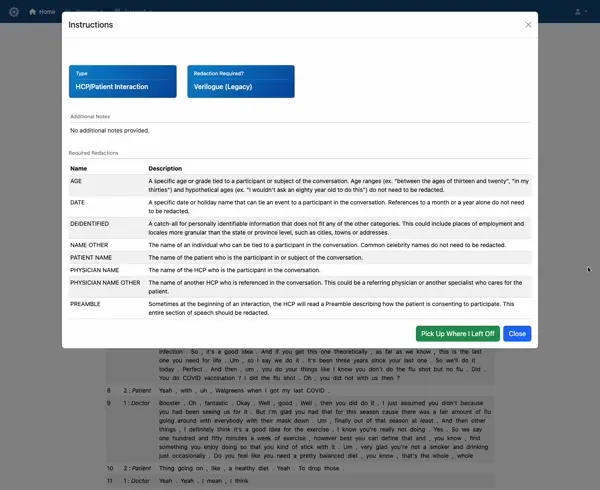 Home
Instructions
Type
HCP/Patient Interaction
Redaction Required?
Verilogue (Legacy)
Additional Notes
No additional notes provided.
Required Redactions
Name Description
AGE A specific age or grade tied to a participant or subject of the conversation. Age ranges (ex. "between the ages of thirteen and twenty", "in my
thirties") and hypothetical ages (ex. "I wouldn't ask an eighty year old to do this") do not need to be redacted.
DATE A specific date or holiday name that can tie an event to a participant in the conversation. References to a month or a year alone do not need
to be redacted.
DEIDENTIFIED A catch-all for personally identifiable information that does not fit any of the other categories. This could include places of employment and
locales more granular than the state or province level, such as cities, towns or addresses.
NAME OTHER The name of an individual who can be tied to a participant in the conversation. Common celebrity names do not need to be redacted.
PATIENT NAME The name of the patient who is the participant in or subject of the conversation.
PHYSICIAN NAME The name of the HCP who is the participant in the conversation.
PHYSICIAN NAME OTHER The name of another HCP who is referenced in the conversation. This could be a referring physician or another specialist who cares for the
patient.
PREAMBLE Sometimes at the beginning of an interaction, the HCP will read a Preamble describing how the patient is consenting to participate. This
entire section of speech should be redacted.
Pick Up Where I Left Off Close
infection . So , it's a good idea . And if you get this one theoretically , as far as we know , this is the last
one you need for life . Um , so I say we do it . It's been three years since your last one . So we'll do it
today . Perfect . And then , um , you do your things like I know you don't do the flu shot but no flu . Did .
You do COVID vaccination ? I did the flu shot . Oh , you did not with us then ?
8 2 : Patient Yeah , with , uh , Walgreens when I got my last COVID .
9 1 : Doctor Booster . Oh , fantastic . Okay . Well , good . Well , then you did do it . I just assumed you didn't because
you had been seeing us for it . But I'm glad you had that for this season cause there was a fair amount of flu
going around with everybody with their mask down . Um , finally out of that season at least . And then other
things , I definitely think it's a good idea for the exercise . I know you're really not doing . Yes . So we say
one hundred and fifty minutes a week of exercise , however best you can define that and , you know , find
something you enjoy doing so that you kind of stick with it . Um , very glad you're not a smoker and drinking
just occasionally . Do you feel like you need a pretty balanced diet , you know , that's the whole , whole
10 2 : Patient Thing going on , like , a healthy diet . Yeah . To drop those .
11 1 : Doctor Yeah . Yeah . I mean , I think